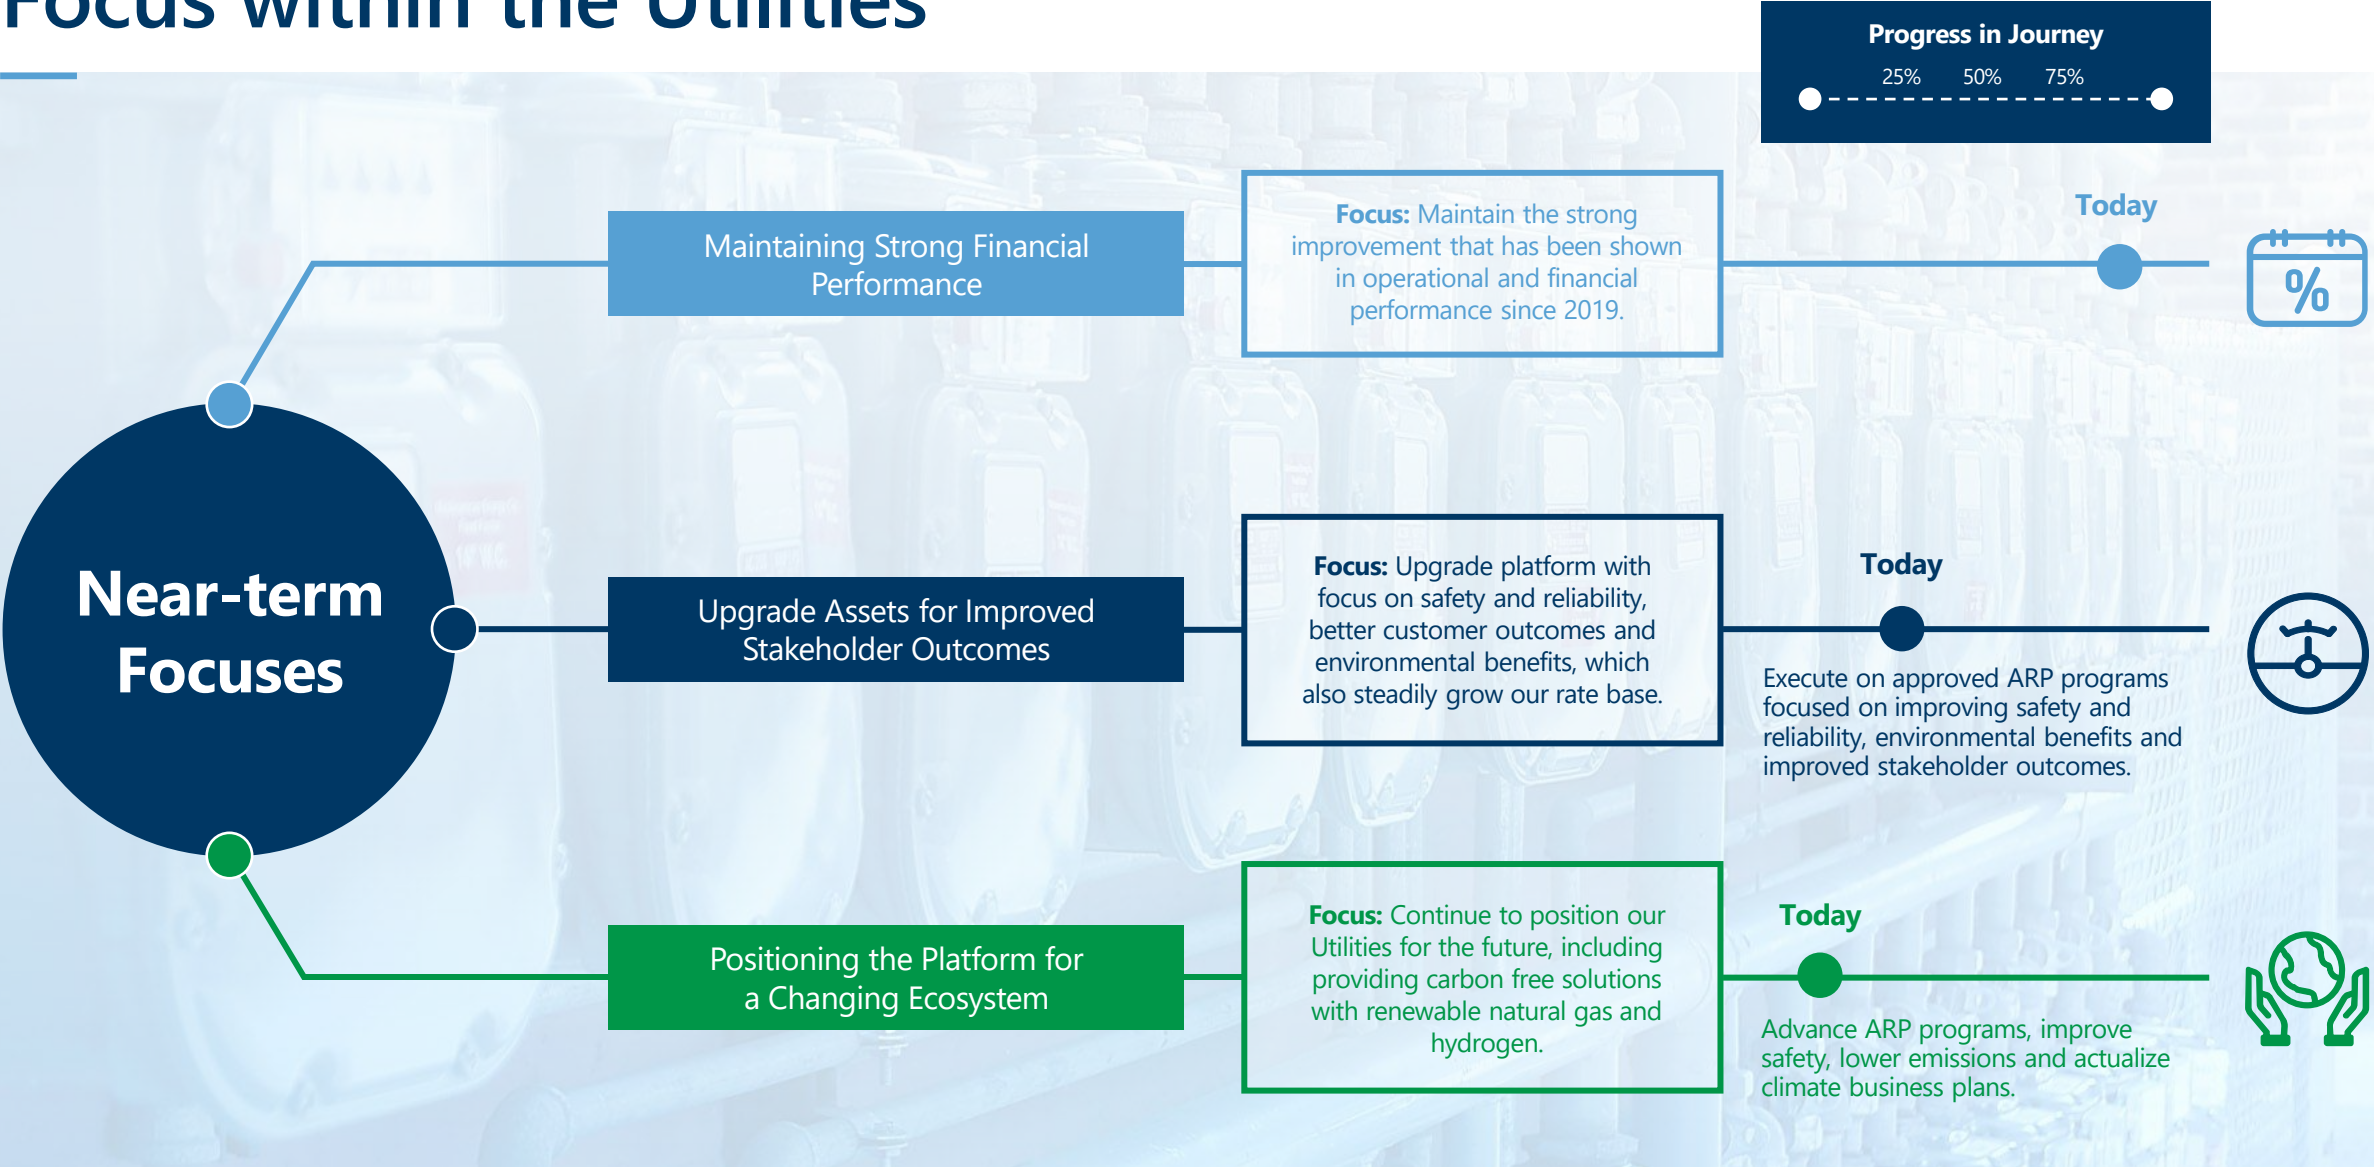 Focus within the Utilities
Progress in Journey
25% 50% 75%
Near-term
Focuses
Maintaining Strong Financial
Performance
Focus: Maintain the strong
improvement that has been shown
in operational and financial
performance since 2019.
Today
%
Upgrade Assets for Improved
Stakeholder Outcomes
Focus: Upgrade platform with
focus on safety and reliability,
better customer outcomes and
environmental benefits, which
also steadily grow our rate base.
Today
Execute on approved ARP programs
focused on improving safety and
reliability, environmental benefits and
improved stakeholder outcomes.
Positioning the Platform for
a Changing Ecosystem
Focus: Continue to position our
Utilities for the future, including
providing carbon free solutions
with renewable natural gas and
hydrogen.
Today
Advance ARP programs, improve
safety, lower emissions and actualize
climate business plans.